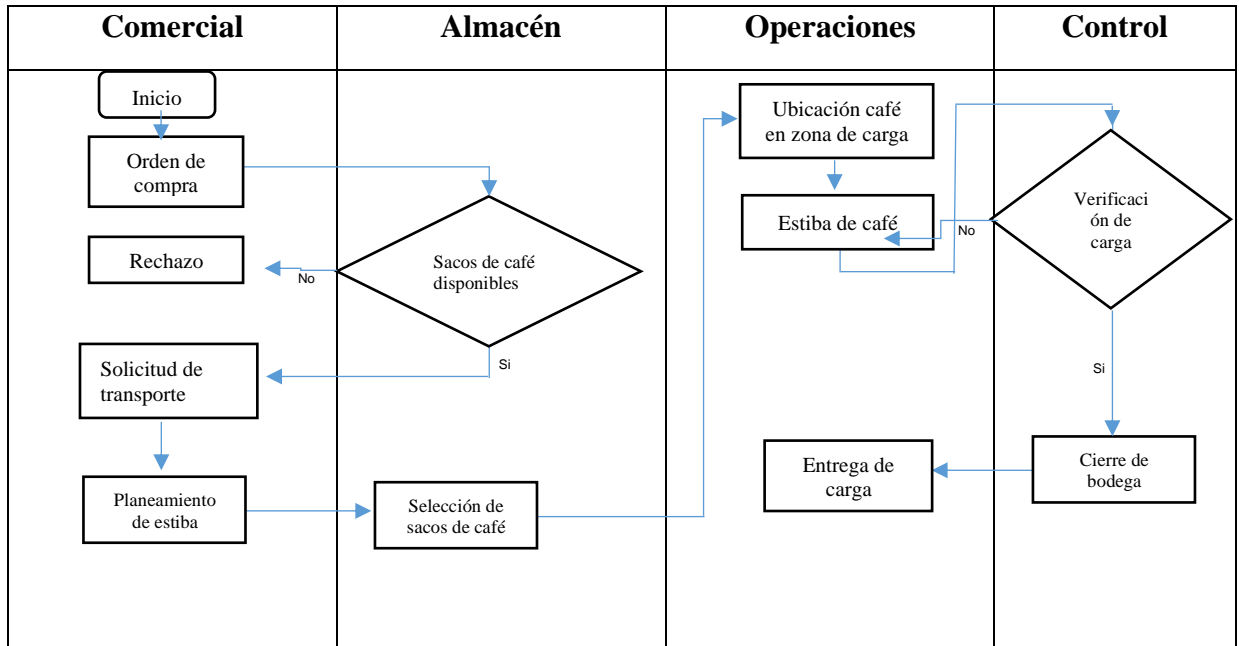 Comercial
Almacén
Operaciones
Control
Inicio
Orden de
compra
Rechazo
No
Sacos de café
disponibles
Si
Solicitud de
transporte
Planeamiento
de estiba
Selección de
sacos de café
Ubicación café
en zona de carga
Estiba de café
No
Verificaci
ón de
carga
Si
Cierre de
bodega
Entrega de
carga